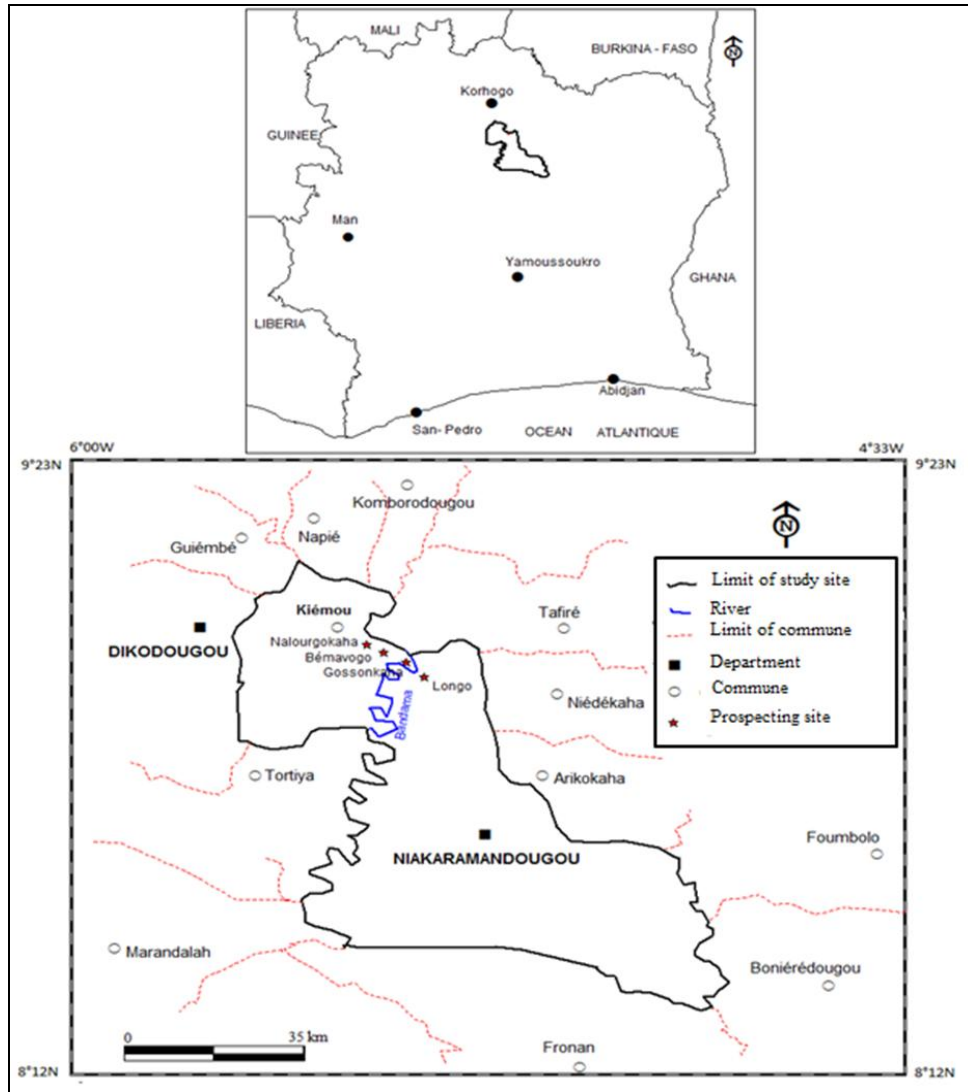 MALI
BURKINA - FASO
N
Korhogo
GUINEE
Man
Yamoussoukro
GHANA
LIBERIA
Abidjan
San- Pedro OCEAN ATLANTIQUE
6°00W 4°33W
9°23N 9°23N
Komborodougou
Napié
Guiémbé
N
Limit of study site
River
Limit of commune
Department
Commune
Prospecting site
Kiémou
Tafiré
DIKODOUGOU
Nalourgokaha
Bémavogo
Gossonkaha
Longo
Niédékaha
Bandama
Tortiya
Arikokaha
Foumbolo
NIAKARAMANDOUGOU
Marandalah
Boniérédougou
0 35 km
Fronan
8°12N 8°12N